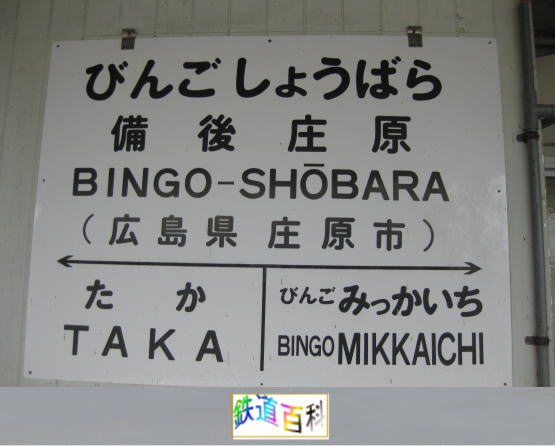 びんごしょうばら
備後庄原
BINGO-SHŌBARA
(広島県庄原市)
たか
びんごみっかいち
TAKA
BINGO MIKKAICHI
鉄道百科